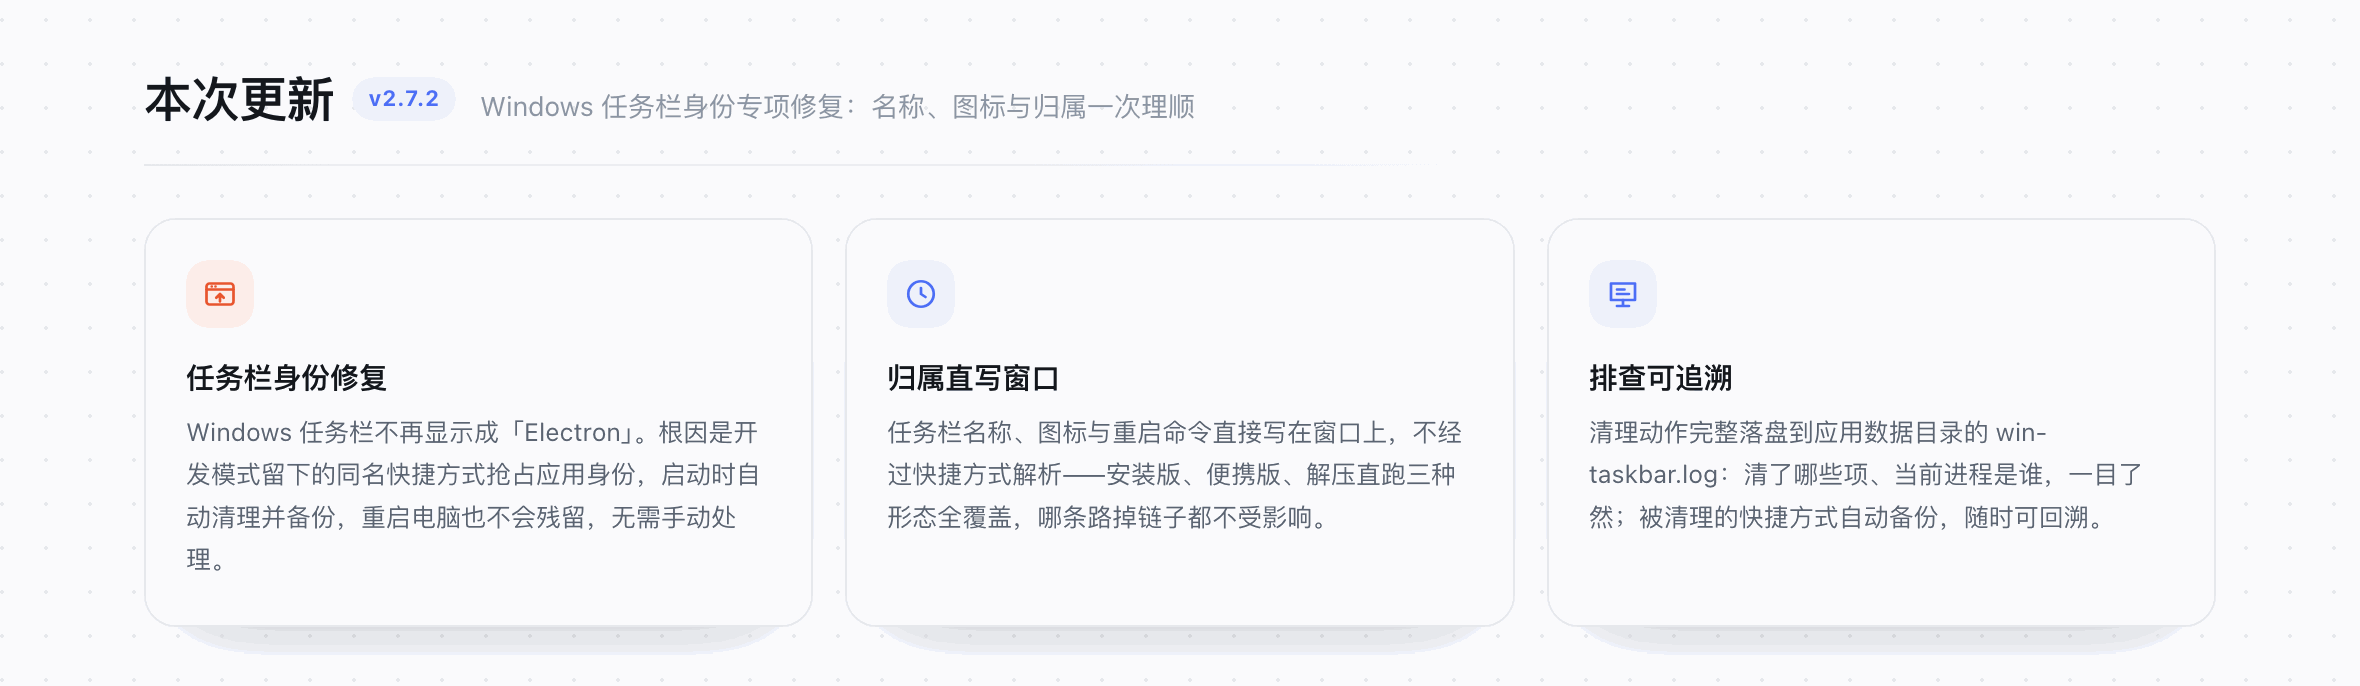 本次更新 v2.7.2 Windows 任务栏身份专项修复：名称、图标与归属一次理顺
任务栏身份修复
Windows 任务栏不再显示成「Electron」。根因是开
发模式留下的同名快捷方式抢占应用身份，启动时自
动清理并备份，重启电脑也不会残留，无需手动处
理。
归属直写窗口
任务栏名称、图标与重启命令直接写在窗口上，不经
过快捷方式解析——安装版、便携版、解压直跑三种
形态全覆盖，哪条路掉链子都不受影响。
排查可追溯
清理动作完整落盘到应用数据目录的 win-
taskbar.log：清了哪些项、当前进程是谁，一目了
然；被清理的快捷方式自动备份，随时可回溯。